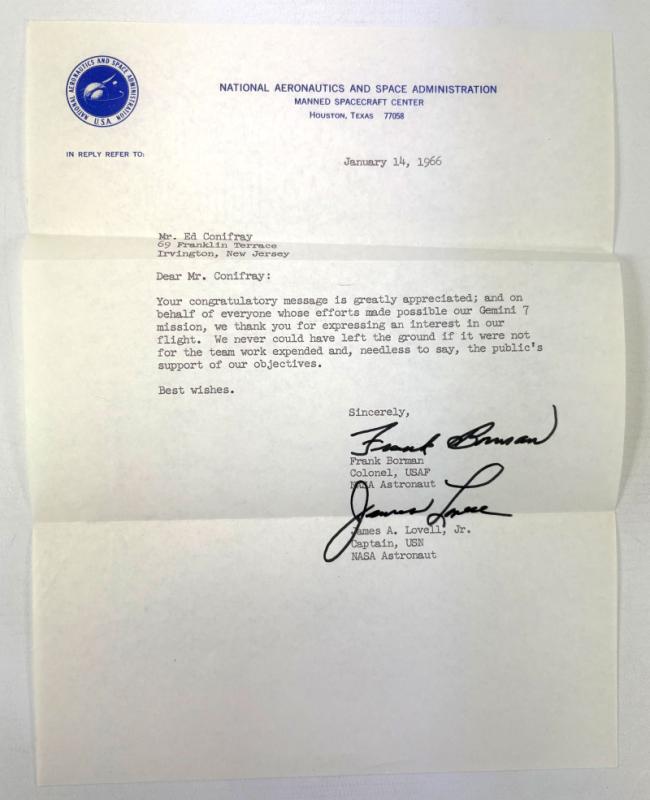 NATIONAL AERONAUTICS AND SPACE ADMINISTRATION
U.S.A.
NATIONAL AERONAUTICS AND SPACE ADMINISTRATION
MANNED SPACECRAFT CENTER
HOUSTON, TEXAS 77058
IN REPLY REFER TO:
January 14, 1966
Mr. Ed Conifray
69 Franklin Terrace
Irvington, New Jersey
Dear Mr. Conifray:
Your congratulatory message is greatly appreciated; and on
behalf of everyone whose efforts made possible our Gemini 7
mission, we thank you for expressing an interest in our
flight. We never could have left the ground if it were not
for the team work expended and, needless to say, the public's
support of our objectives.
Best wishes.
Sincerely,
Frank Borman
Frank Borman
Colonel, USAF
NASA Astronaut
James Lovell
James A. Lovell, Jr.
Captain, USN
NASA Astronaut